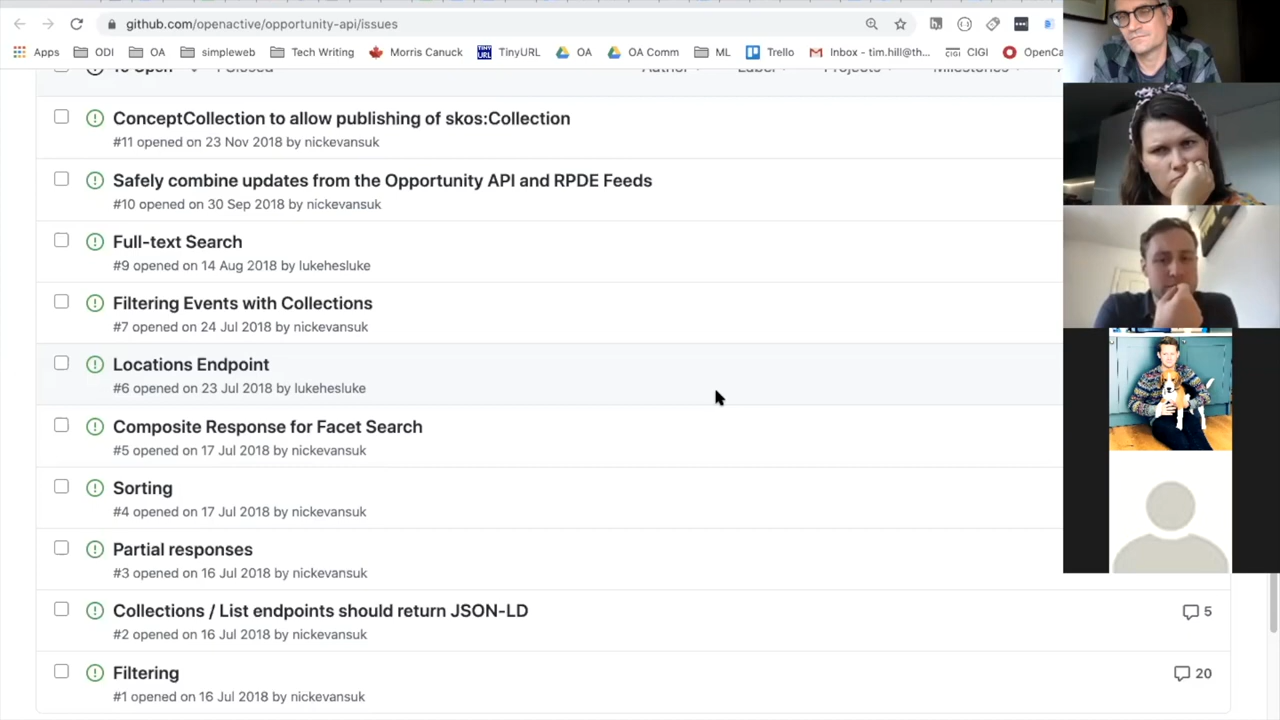 github.com/openactive/opportunity-api/issues
Apps ODI OA simpleweb Tech Writing Morris Canuck TinyURL OA OA Comm ML Trello Inbox - tim.hill@th... CIGI OpenCa
Author Label Projects Milestones
ConceptCollection to allow publishing of skos:Collection
#11 opened on 23 Nov 2018 by nickevansuk
Safely combine updates from the Opportunity API and RPDE Feeds
#10 opened on 30 Sep 2018 by nickevansuk
Full-text Search
#9 opened on 14 Aug 2018 by lukehesluke
Filtering Events with Collections
#7 opened on 24 Jul 2018 by nickevansuk
Locations Endpoint
#6 opened on 23 Jul 2018 by lukehesluke
Composite Response for Facet Search
#5 opened on 17 Jul 2018 by nickevansuk
Sorting
#4 opened on 17 Jul 2018 by nickevansuk
Partial responses
#3 opened on 16 Jul 2018 by nickevansuk
Collections / List endpoints should return JSON-LD
5
#2 opened on 16 Jul 2018 by nickevansuk
Filtering
20
#1 opened on 16 Jul 2018 by nickevansuk